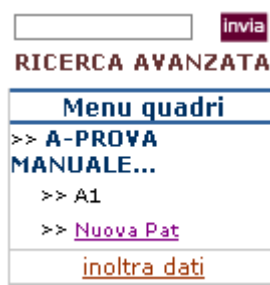 invia
RICERCA AVANZATA
Menu quadri
>> A-PROVA
MANUALE...
>> A1
>> Nuova Pat
inoltra dati